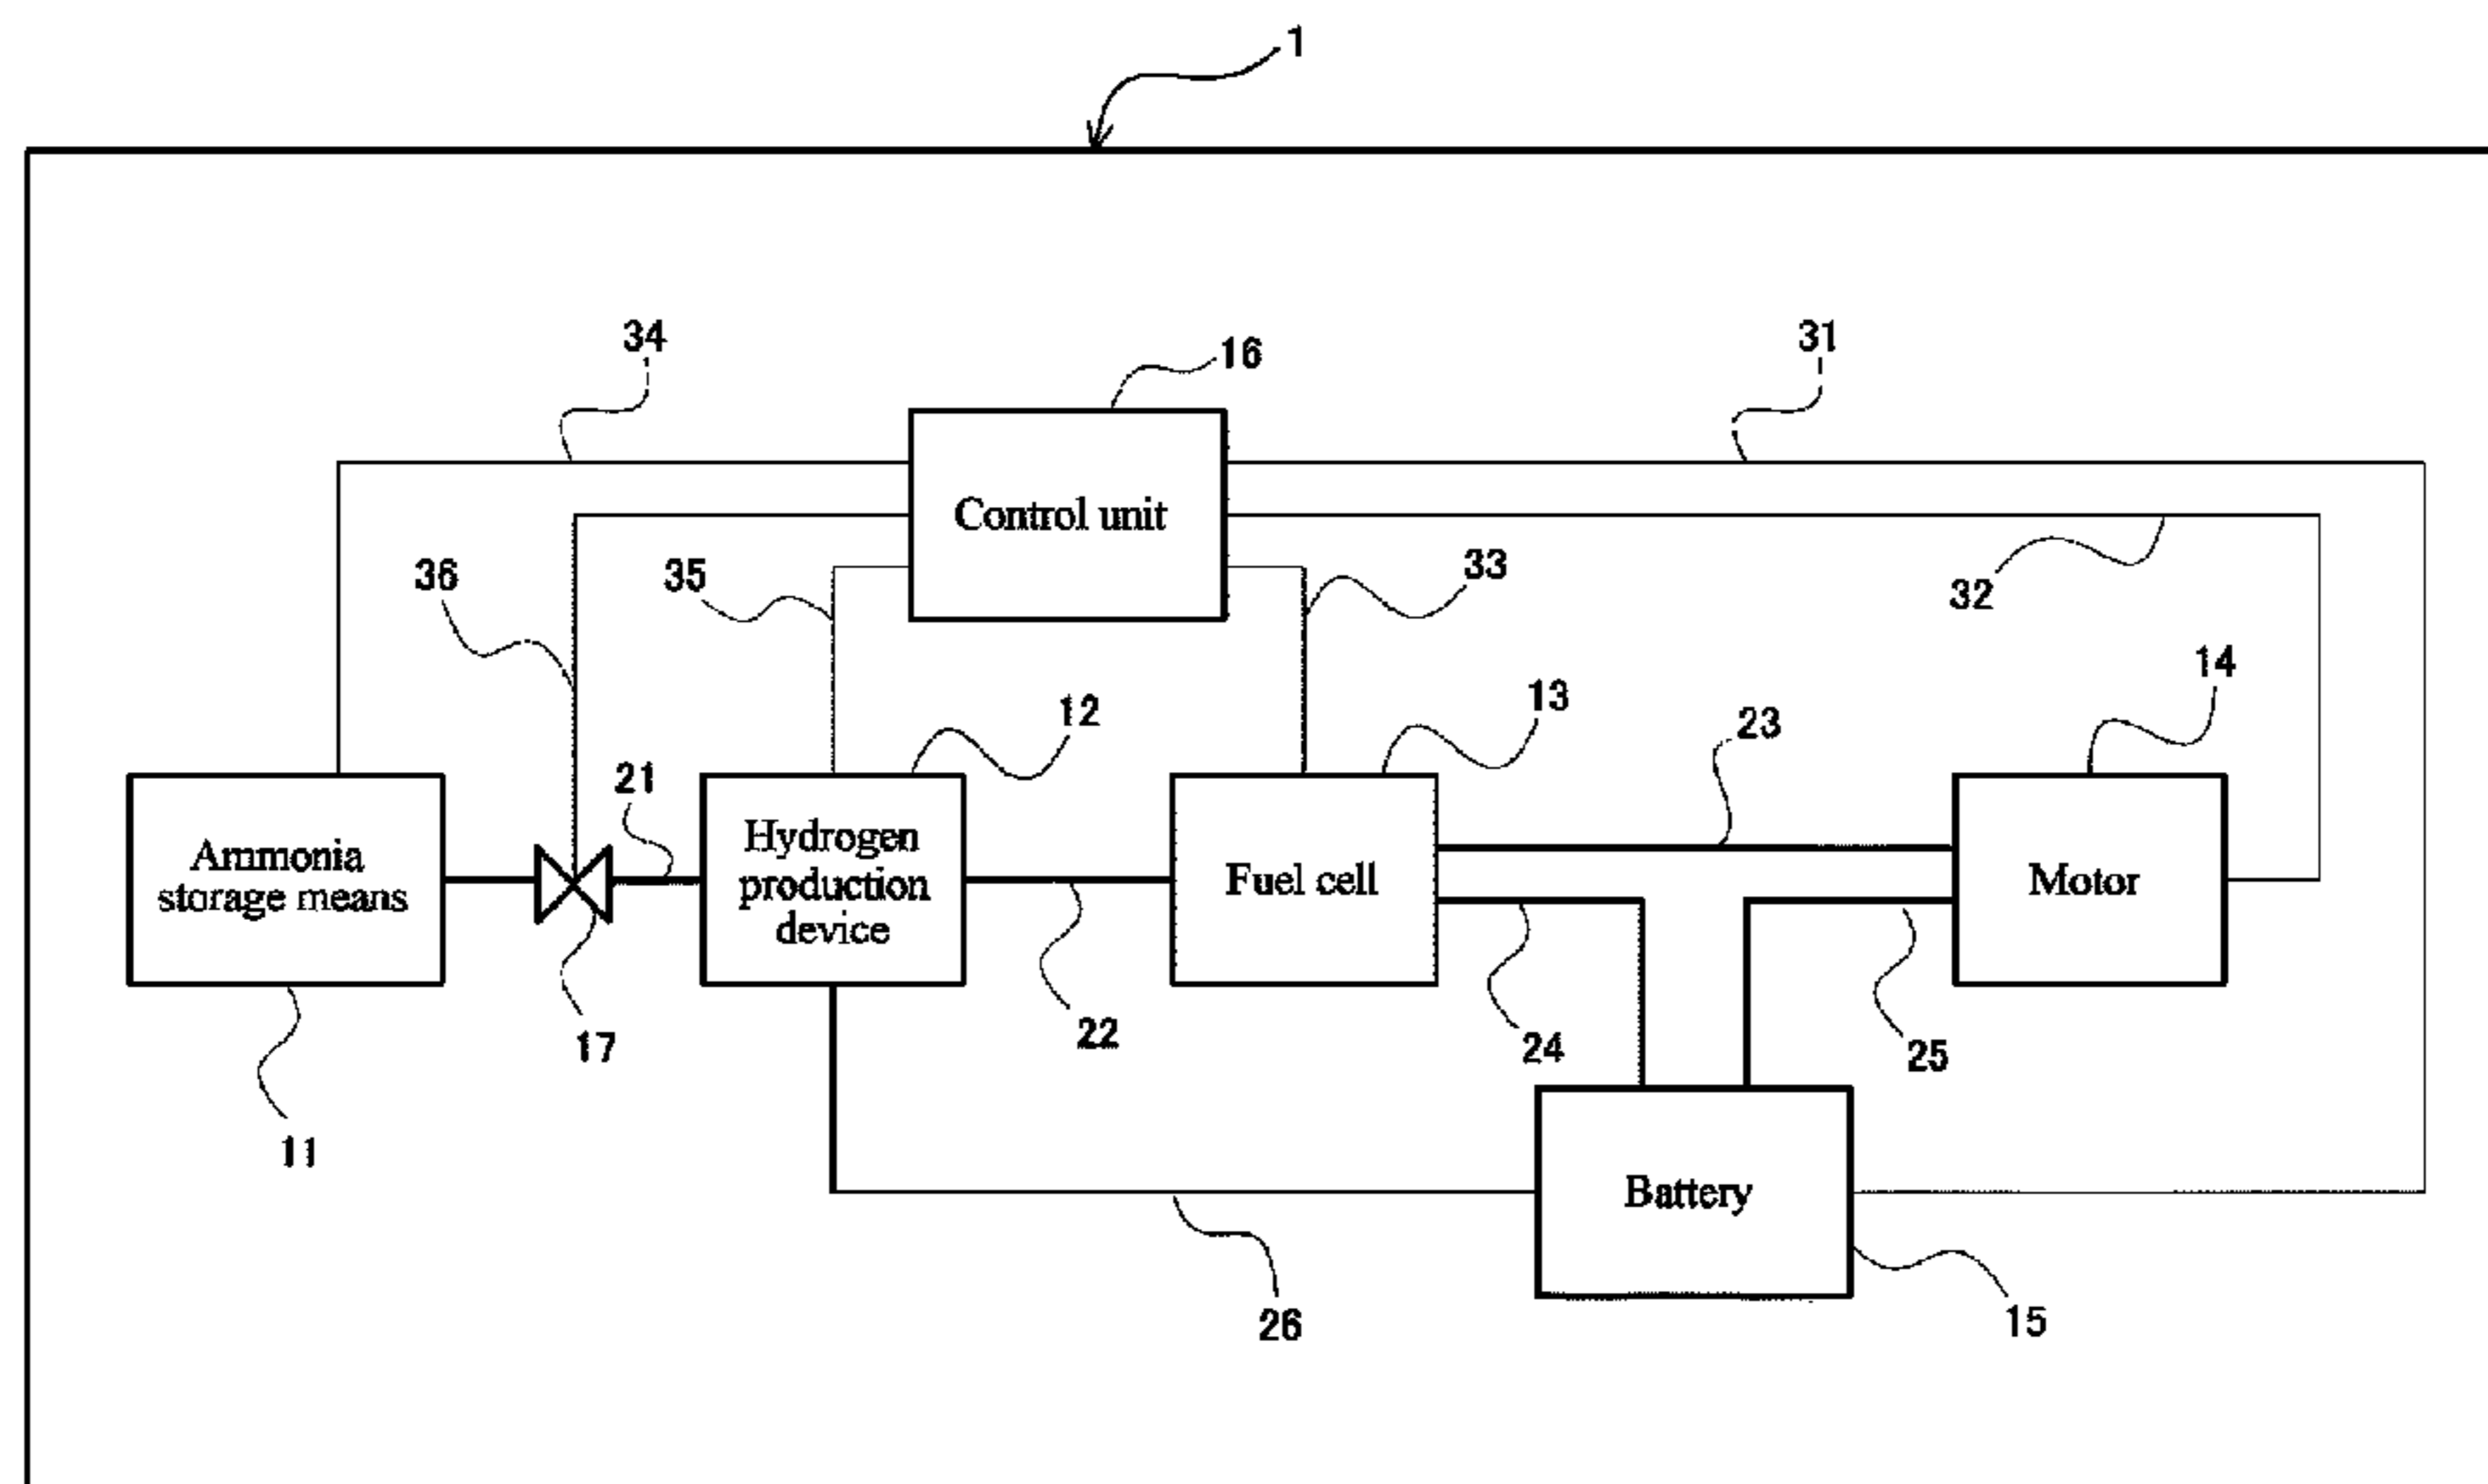 1
34
16
31
Control unit
36
35
33
32
14
12
13
23
21
Ammonia
storage means
Hydrogen
production
device
Fuel cell
Motor
17
22
24
25
11
Battery
26
15